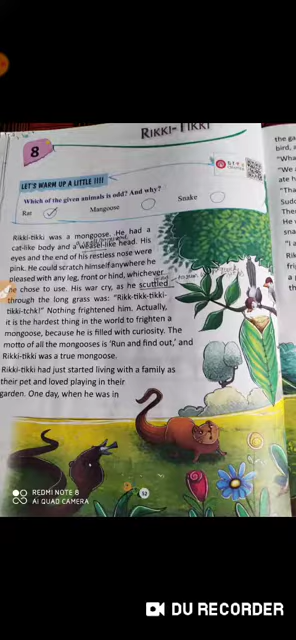 RIKKI-TIKKI
8
LET'S WARM UP A LITTLE !!!!
Which of the given animals is odd? And why?
Rat Mangoose Snake
Rikki-tikki was a mongoose. He had a
cat-like body and a weasel-like head. His
eyes and the end of his restless nose were
pink. He could scratch himself anywhere he
pleased with any leg, front or hind, whichever
he chose to use. His war cry, as he scuttled
through the long grass was: "Rikk-tikk-tikki-
tikki-tchk!" Nothing frightened him. Actually,
it is the hardest thing in the world to frighten a
mongoose, because he is filled with curiosity. The
motto of all the mongooses is 'Run and find out,' and
Rikki-tikki was a true mongoose.
Rikki-tikki had just started living with a family as
their pet and loved playing in their
garden. One day, when he was in
52
REDMI NOTE 8
AI QUAD CAMERA
DU RECORDER